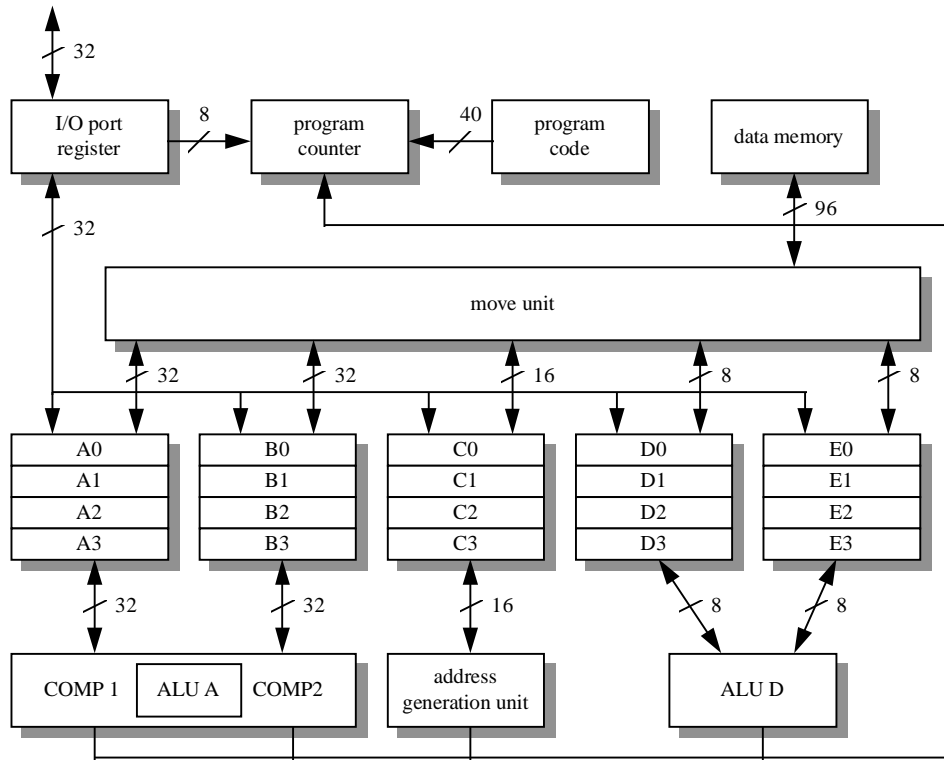 32
I/O port
register
8
program
counter
40
program
code
data memory
32
96
move unit
32
32
16
8
8
A0
A1
A2
A3
B0
B1
B2
B3
C0
C1
C2
C3
D0
D1
D2
D3
E0
E1
E2
E3
32
32
16
8
8
COMP 1
ALU A
COMP2
address
generation unit
ALU D